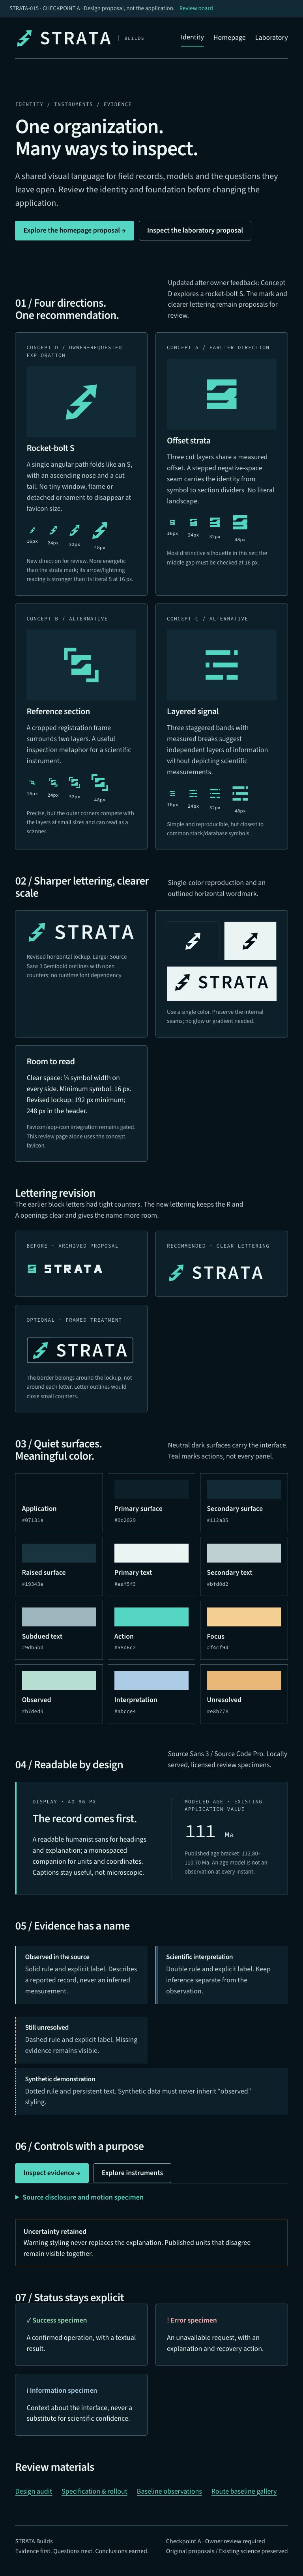 STRATA-015 · CHECKPOINT A · Design proposal, not the application. Review board
STRATA BUILDS
Identity Homepage Laboratory
IDENTITY / INSTRUMENTS / EVIDENCE
One organization.
Many ways to inspect.
A shared visual language for field records, models and the questions they
leave open. Review the identity and foundation before changing the
application.
Explore the homepage proposal → Inspect the laboratory proposal
01 / Four directions.
One recommendation.
Updated after owner feedback: Concept
D explores a rocket-bolt S. The mark and
clearer lettering remain proposals for
review.
CONCEPT D / OWNER-REQUESTED
EXPLORATION
Rocket-bolt S
A single angular path folds like an S,
with an ascending nose and a cut
tail. No tiny window, flame or
detached ornament to disappear at
favicon size.
16px 24px 32px 48px
New direction for review. More energetic
than the strata mark; its arrow/lightning
reading is stronger than its literal S at 16 px.
CONCEPT A / EARLIER DIRECTION
Offset strata
Three cut layers share a measured
offset. A stepped negative-space
seam carries the identity from
symbol to section dividers. No literal
landscape.
16px 24px 32px 48px
Most distinctive silhouette in this set; the
middle gap must be checked at 16 px.
CONCEPT B / ALTERNATIVE
Reference section
A cropped registration frame
surrounds two layers. A useful
inspection metaphor for a scientific
instrument.
16px 24px 32px 48px
Precise, but the outer corners compete with
the layers at small sizes and can read as a
scanner.
CONCEPT C / ALTERNATIVE
Layered signal
Three staggered bands with
measured breaks suggest
independent layers of information
without depicting scientific
measurements.
16px 24px 32px 48px
Simple and reproducible, but closest to
common stack/database symbols.
02 / Sharper lettering, clearer
scale
Single-color reproduction and an
outlined horizontal wordmark.
STRATA
Revised horizontal lockup. Larger Source
Sans 3 Semibold outlines with open
counters; no runtime font dependency.
STRATA
Use a single color. Preserve the internal
seams; no glow or gradient needed.
Room to read
Clear space: ¼ symbol width on
every side. Minimum symbol: 16 px.
Revised lockup: 192 px minimum;
248 px in the header.
Favicon/app-icon integration remains gated.
This review page alone uses the concept
favicon.
Lettering revision
The earlier block letters had tight counters. The new lettering keeps the R and
A openings clear and gives the name more room.
BEFORE · ARCHIVED PROPOSAL
STRATA
RECOMMENDED · CLEAR LETTERING
STRATA
OPTIONAL · FRAMED TREATMENT
STRATA
The border belongs around the lockup, not
around each letter. Letter outlines would
close small counters.
03 / Quiet surfaces.
Meaningful color.
Neutral dark surfaces carry the interface.
Teal marks actions, not every panel.
Application
#07131a
Primary surface
#0d2029
Secondary surface
#112a35
Raised surface
#19343e
Primary text
#eaf5f3
Secondary text
#bfd0d2
Subdued text
#9db5bd
Action
#55d6c2
Focus
#f4cf94
Observed
#b7ded3
Interpretation
#abcce4
Unresolved
#e8b778
04 / Readable by design
Source Sans 3 / Source Code Pro. Locally
served, licensed review specimens.
DISPLAY · 40–96 PX
The record comes first.
A readable humanist sans for headings
and explanation; a monospaced
companion for units and coordinates.
Captions stay useful, not microscopic.
MODELED AGE · EXISTING
APPLICATION VALUE
111 Ma
Published age bracket: 112.80–
110.70 Ma. An age model is not an
observation at every instant.
05 / Evidence has a name
Observed in the source
Solid rule and explicit label. Describes
a reported record, never an inferred
measurement.
Scientific interpretation
Double rule and explicit label. Keep
inference separate from the
observation.
Still unresolved
Dashed rule and explicit label. Missing
evidence remains visible.
Synthetic demonstration
Dotted rule and persistent text. Synthetic data must never inherit “observed”
styling.
06 / Controls with a purpose
Inspect evidence → Explore instruments
▶ Source disclosure and motion specimen
Uncertainty retained
Warning styling never replaces the explanation. Published units that disagree
remain visible together.
07 / Status stays explicit
✓ Success specimen
A confirmed operation, with a textual
result.
! Error specimen
An unavailable request, with an
explanation and recovery action.
i Information specimen
Context about the interface, never a
substitute for scientific confidence.
Review materials
Design audit Specification & rollout Baseline observations Route baseline gallery
STRATA Builds
Evidence first. Questions next. Conclusions earned.
Checkpoint A · Owner review required
Original proposals / Existing science preserved